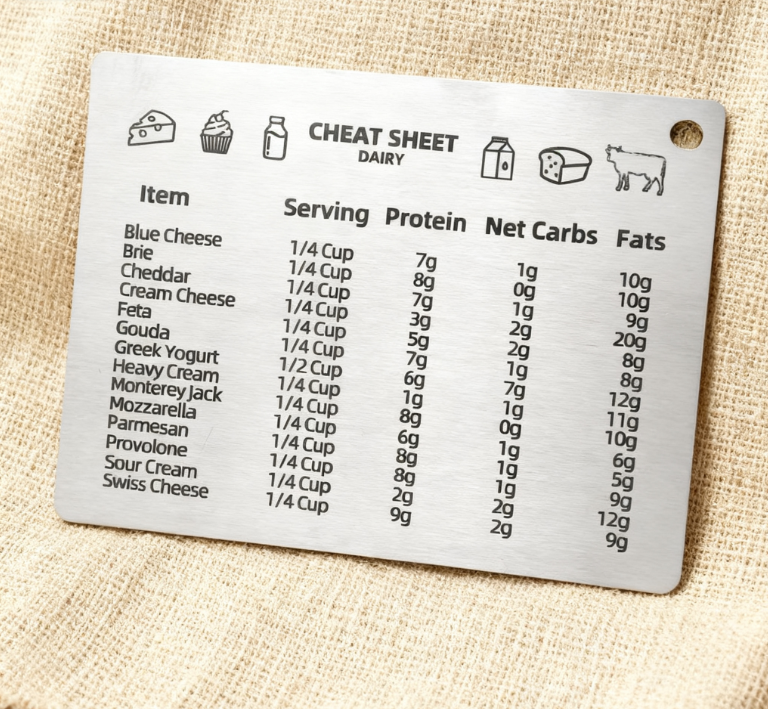 CHEAT SHEET
DAIRY
Item Serving Protein Net Carbs Fats
Blue Cheese 1/4 Cup 7g 1g 10g
Brie 1/4 Cup 8g 0g 10g
Cheddar 1/4 Cup 7g 1g 9g
Cream Cheese 1/4 Cup 3g 2g 20g
Feta 1/4 Cup 5g 2g 8g
Gouda 1/4 Cup 7g 1g 8g
Greek Yogurt 1/2 Cup 6g 7g 12g
Heavy Cream 1/4 Cup 1g 1g 11g
Monterey Jack 1/4 Cup 8g 0g 10g
Mozzarella 1/4 Cup 6g 1g 6g
Parmesan 1/4 Cup 8g 1g 5g
Provolone 1/4 Cup 8g 1g 9g
Sour Cream 1/4 Cup 2g 2g 12g
Swiss Cheese 1/4 Cup 9g 2g 9g